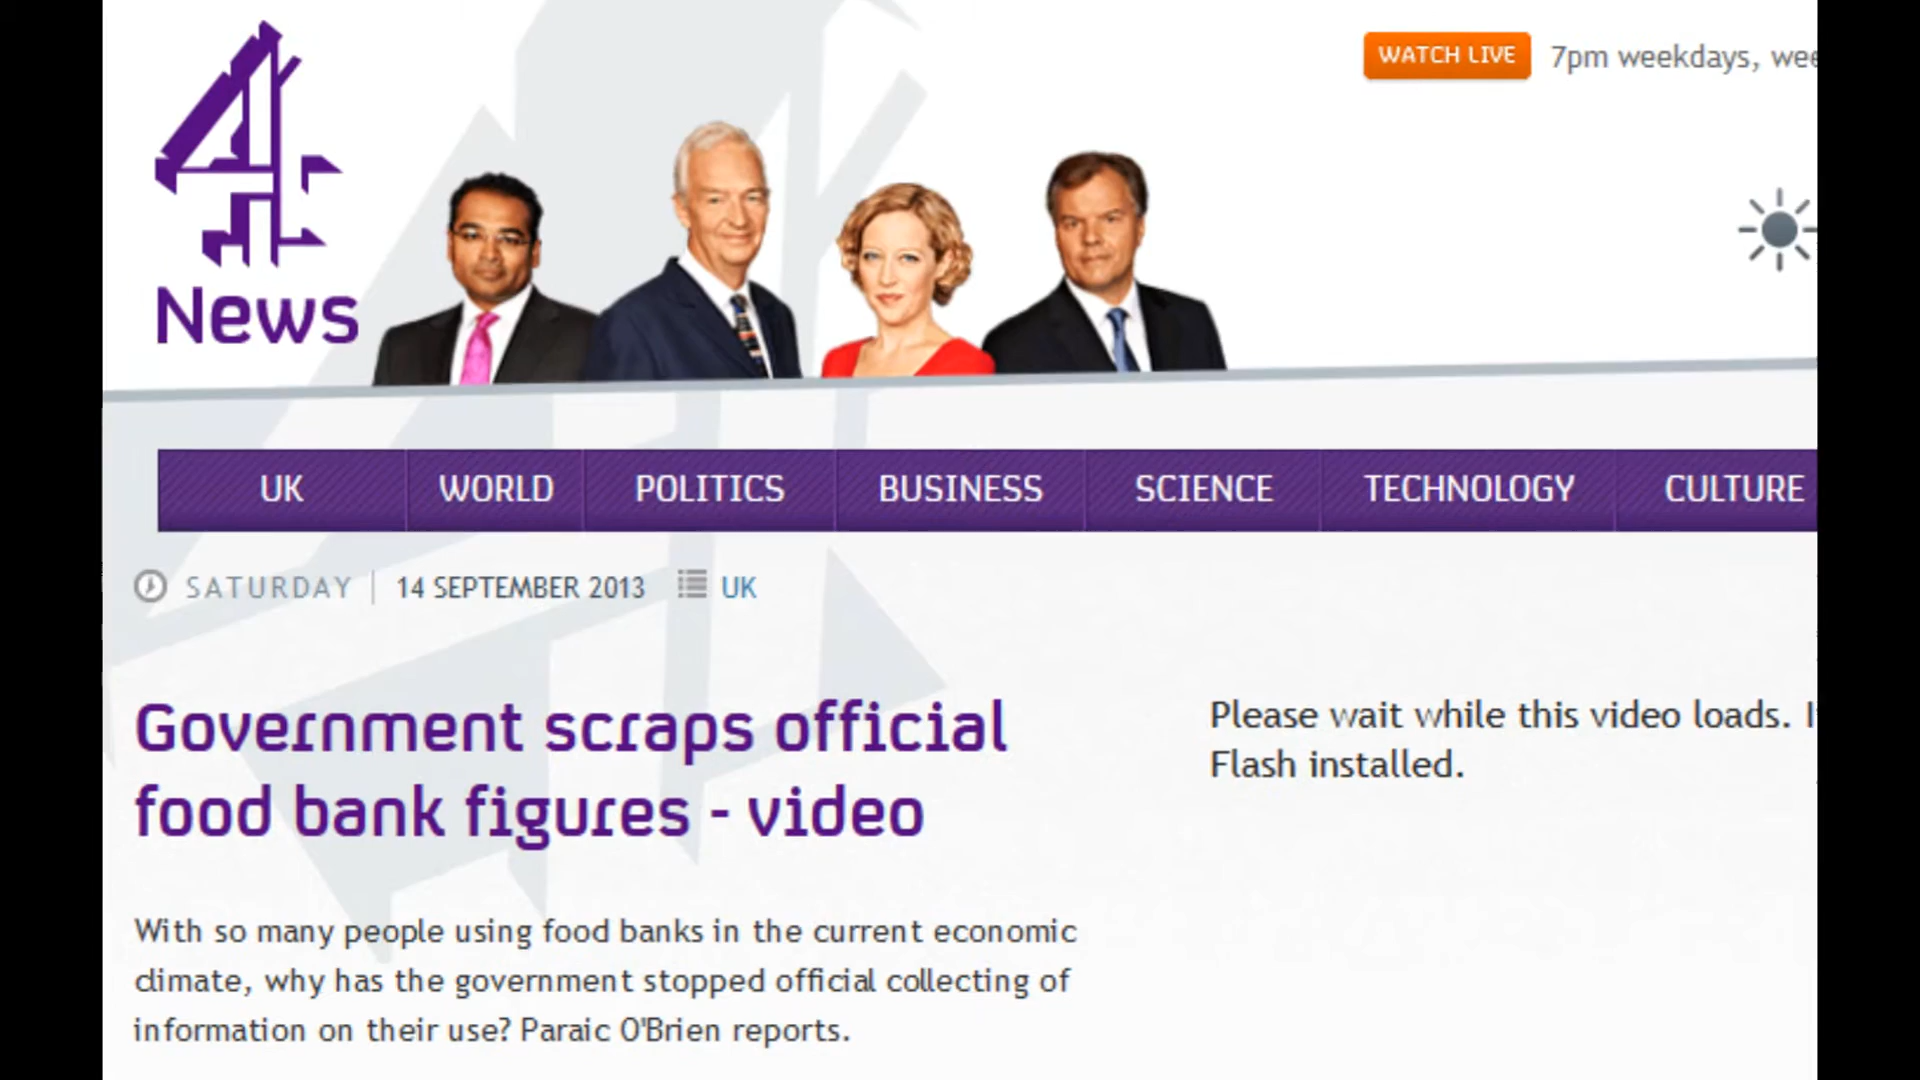 4
News
WATCH LIVE
7pm weekdays,
UK
WORLD
POLITICS
BUSINESS
SCIENCE
TECHNOLOGY
CULTURE
SATURDAY
14 SEPTEMBER 2013
UK
Government scraps official
food bank figures - video
With so many people using food banks in the current economic
climate, why has the government stopped official collecting of
information on their use? Paraic O'Brien reports.
Please wait while this video loads.
Flash installed.